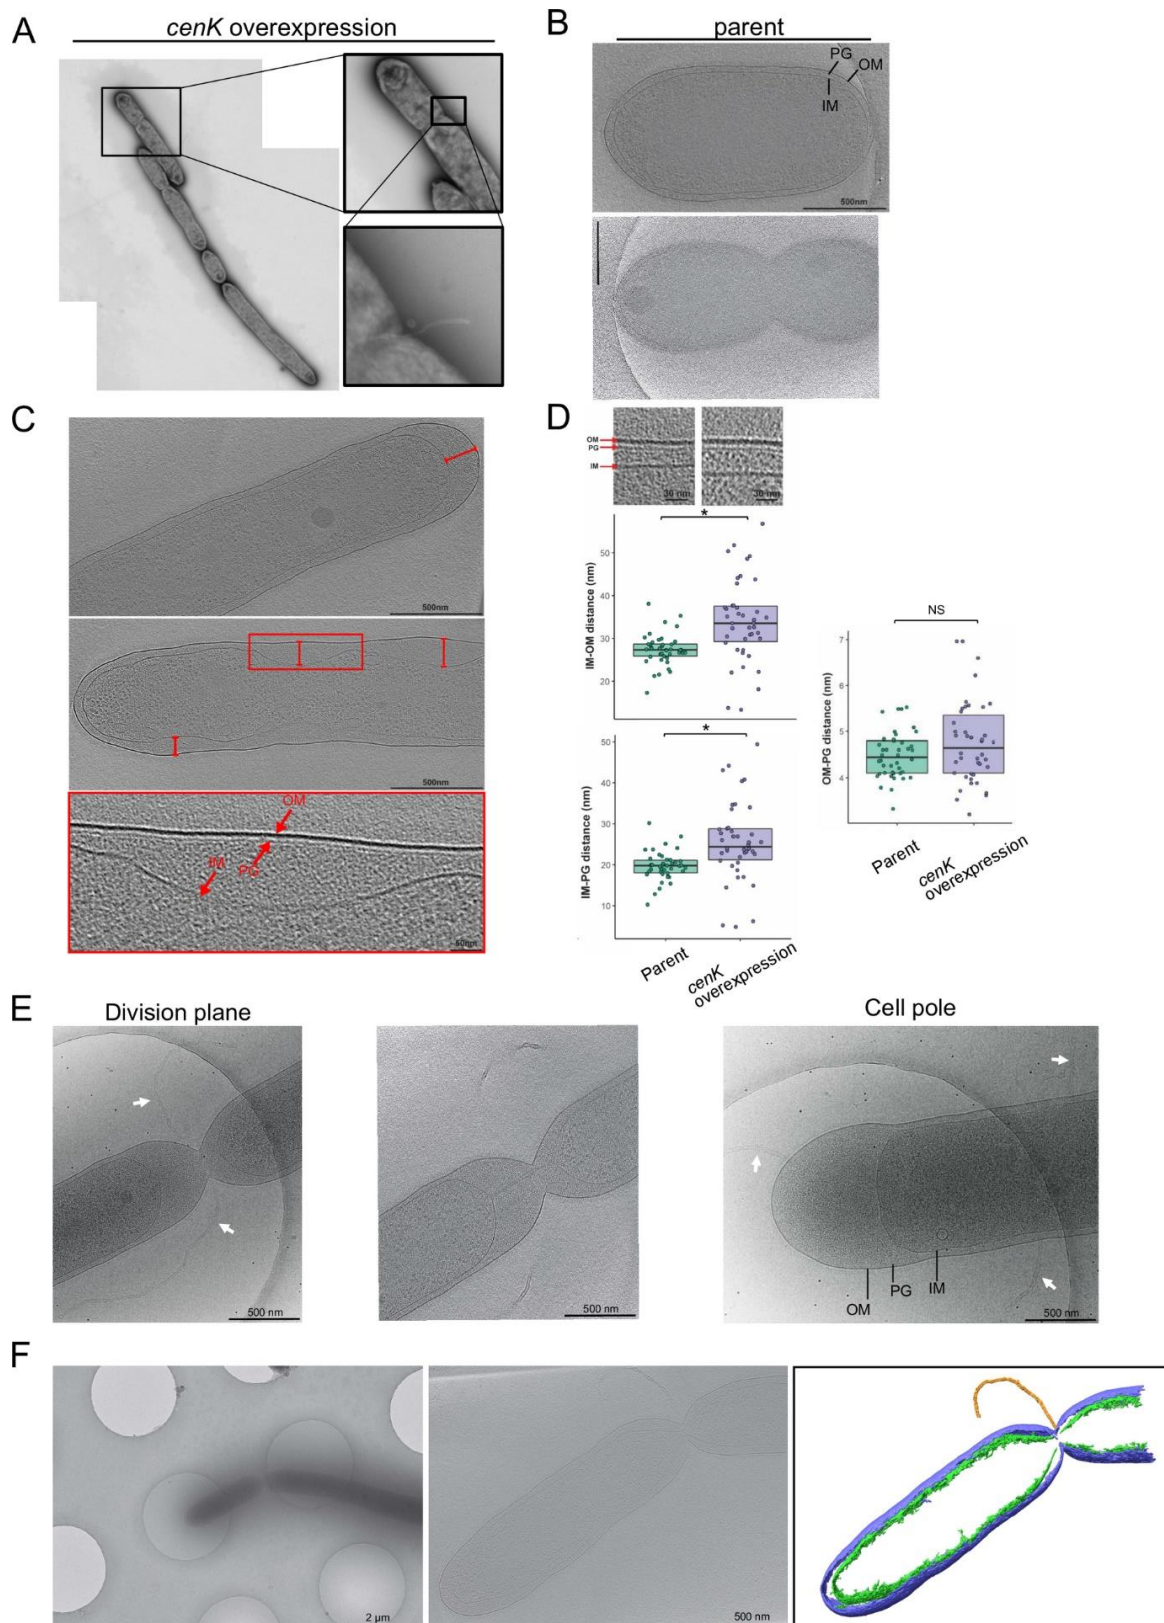 A
cenK overexpression
B
parent
PG
OM
IM
500nm
C
500nm
500nm
OM
IM
PG
50nm
D
OM
PG
IM
30 nm
30 nm
*
IM-OM distance (nm)
50
40
30
20
*
IM-PG distance (nm)
50
40
30
20
10
Parent
cenK
overexpression
NS
OM-PG distance (nm)
7
6
5
4
Parent
cenK
overexpression
E
Division plane
Cell pole
500 nm
500 nm
OM
PG
IM
500 nm
F
2 µm
500 nm